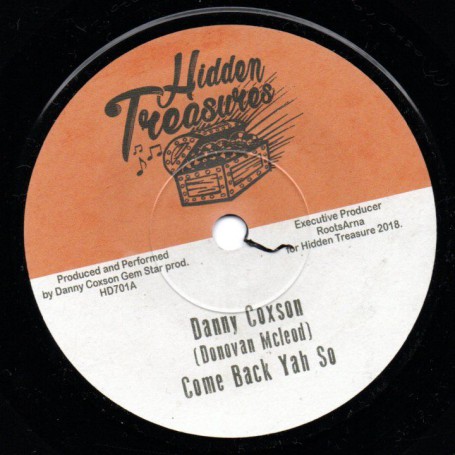 Hidden
Treasures
Produced and Performed
by Danny Coxson Gem Star prod.
HD701A
Executive Producer
RootsArna
for Hidden Treasure 2018.
Danny Coxson
(Donovan Mcleod)
Come Back Yah So